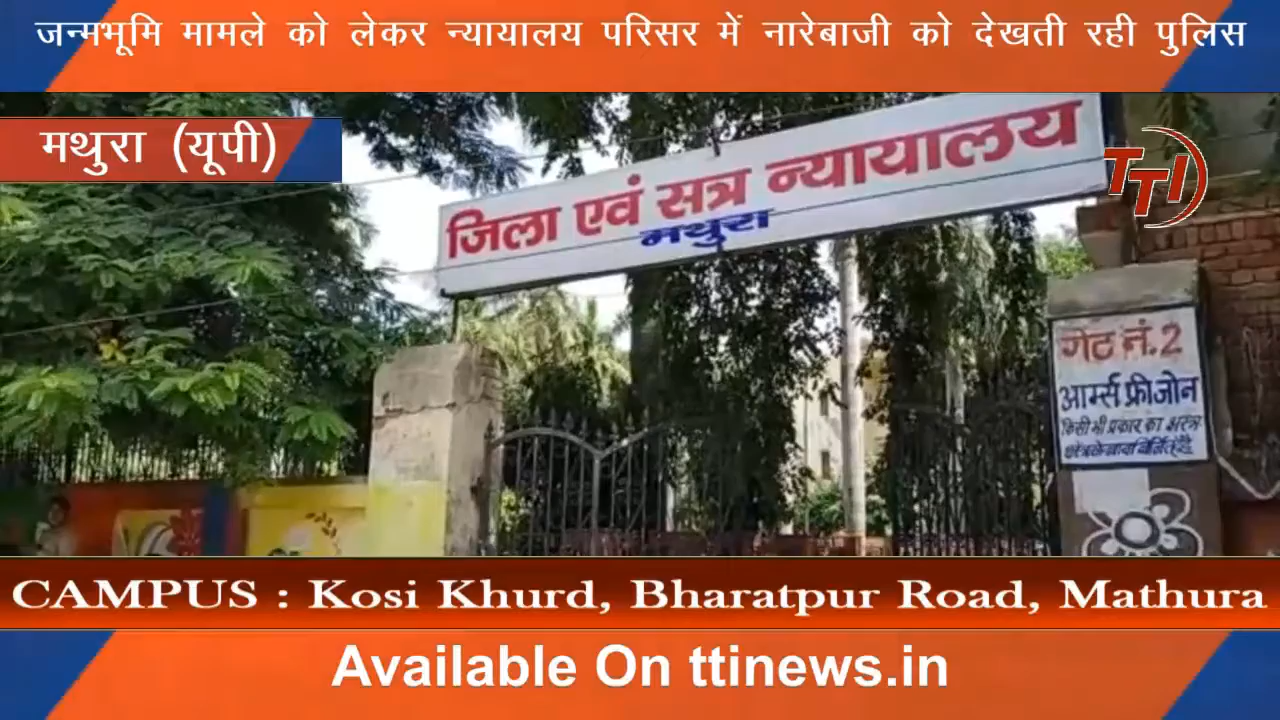 जन्मभूमि मामले को लेकर न्यायालय परिसर में नारेबाजी को देखती रही पुलिस
मथुरा (यूपी)
जिला एवं सत्र न्यायालय
मथुरा
TTI
गेट नं.2
आर्म्स फ्री जोन
किसी भी प्रकार का
CAMPUS : Kosi Khurd, Bharatpur Road, Mathura
Available On ttinews.in